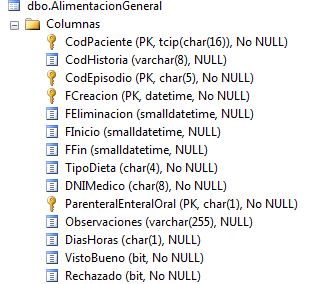 dbo.AlimentacionGeneral
Columnas
CodPaciente (PK, tcip(char(16)), No NULL)
CodHistoria (varchar(8), NULL)
CodEpisodio (PK, char(5), No NULL)
FCreacion (PK, datetime, No NULL)
FEliminacion (smalldatetime, NULL)
FInicio (smalldatetime, NULL)
FFin (smalldatetime, NULL)
TipoDieta (char(4), No NULL)
DNIMedico (char(8), No NULL)
ParenteralEnteralOral (PK, char(1), No NULL)
Observaciones (varchar(255), NULL)
DiasHoras (char(1), NULL)
VistoBueno (bit, No NULL)
Rechazado (bit, No NULL)